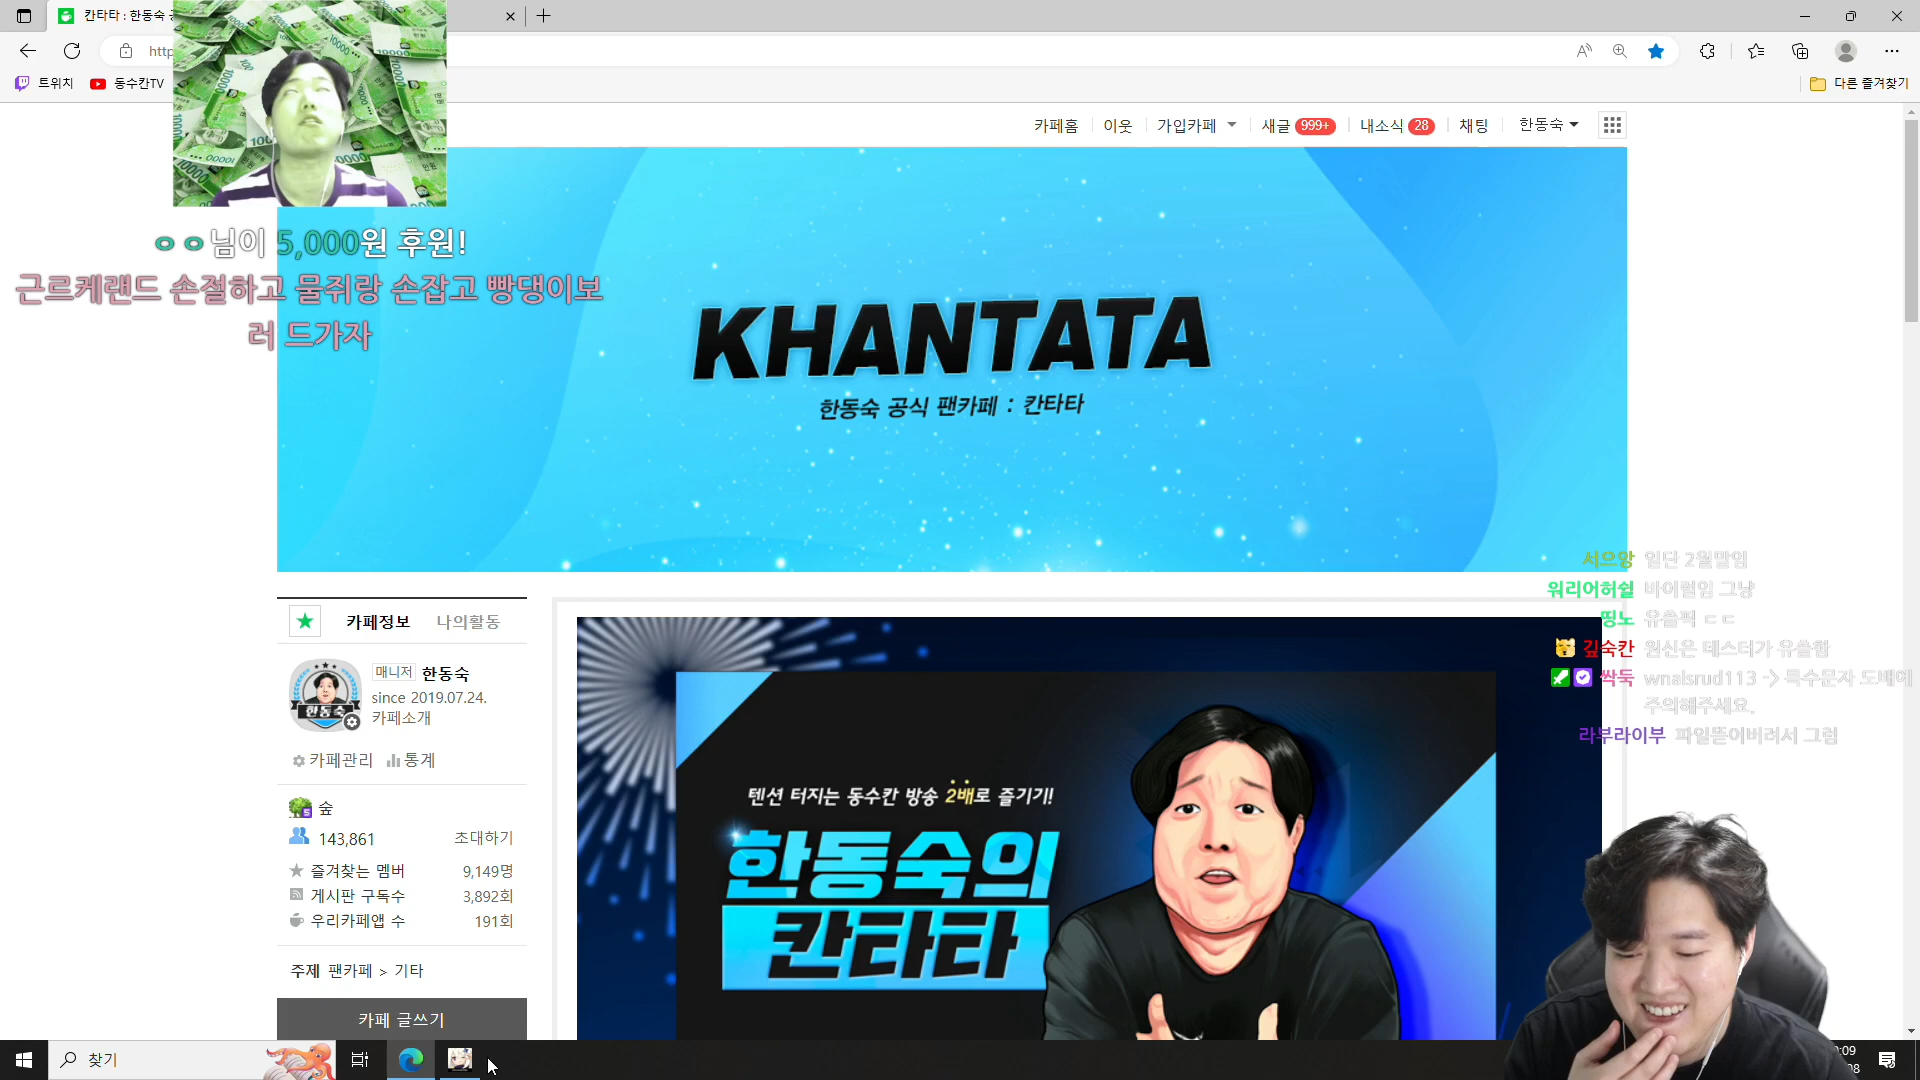 칸타타 : 한동숙
http
트위치
동수칸TV
다른 즐겨찾기
카페홈
이웃
가입카페
새글 999+
내소식 28
채팅
한동숙
ㅇㅇ님이 5,000원 후원!
근르케랜드 손절하고 물쥐랑 손잡고 빵댕이보
러 드가자
KHANTATA
한동숙 공식 팬카페 : 칸타타
카페정보
나의활동
매니저 한동숙
since 2019.07.24.
카페소개
한동숙
카페관리
통계
숲
143,861
초대하기
즐겨찾는 멤버 9,149명
게시판 구독수 3,892회
우리카페앱 수 191회
주제 팬카페 > 기타
카페 글쓰기
텐션 터지는 동수칸 방송 2배로 즐기기!
한동숙의
칸타타
서으앙 일단 2월말임
워리어허쉴 바이럴임 그냥
띵노 유출픽 ㄷㄷ
깊숙칸 원신은 테스터가 유출함
싹둑 wnalsrud113 -> 특수문자 도배에
주의해주세요.
라부라이부 파일뜯어버려서 그럼
찾기
:09
08